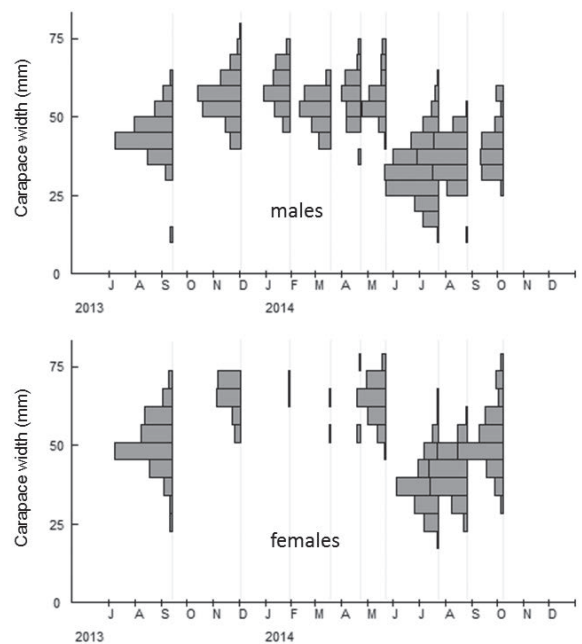 75
50
25
0
Carapace width (mm)
males
J A S O N D J F M A M J J A S O N D
2013 2014
75
50
25
0
Carapace width (mm)
females
J A S O N D J F M A M J J A S O N D
2013 2014